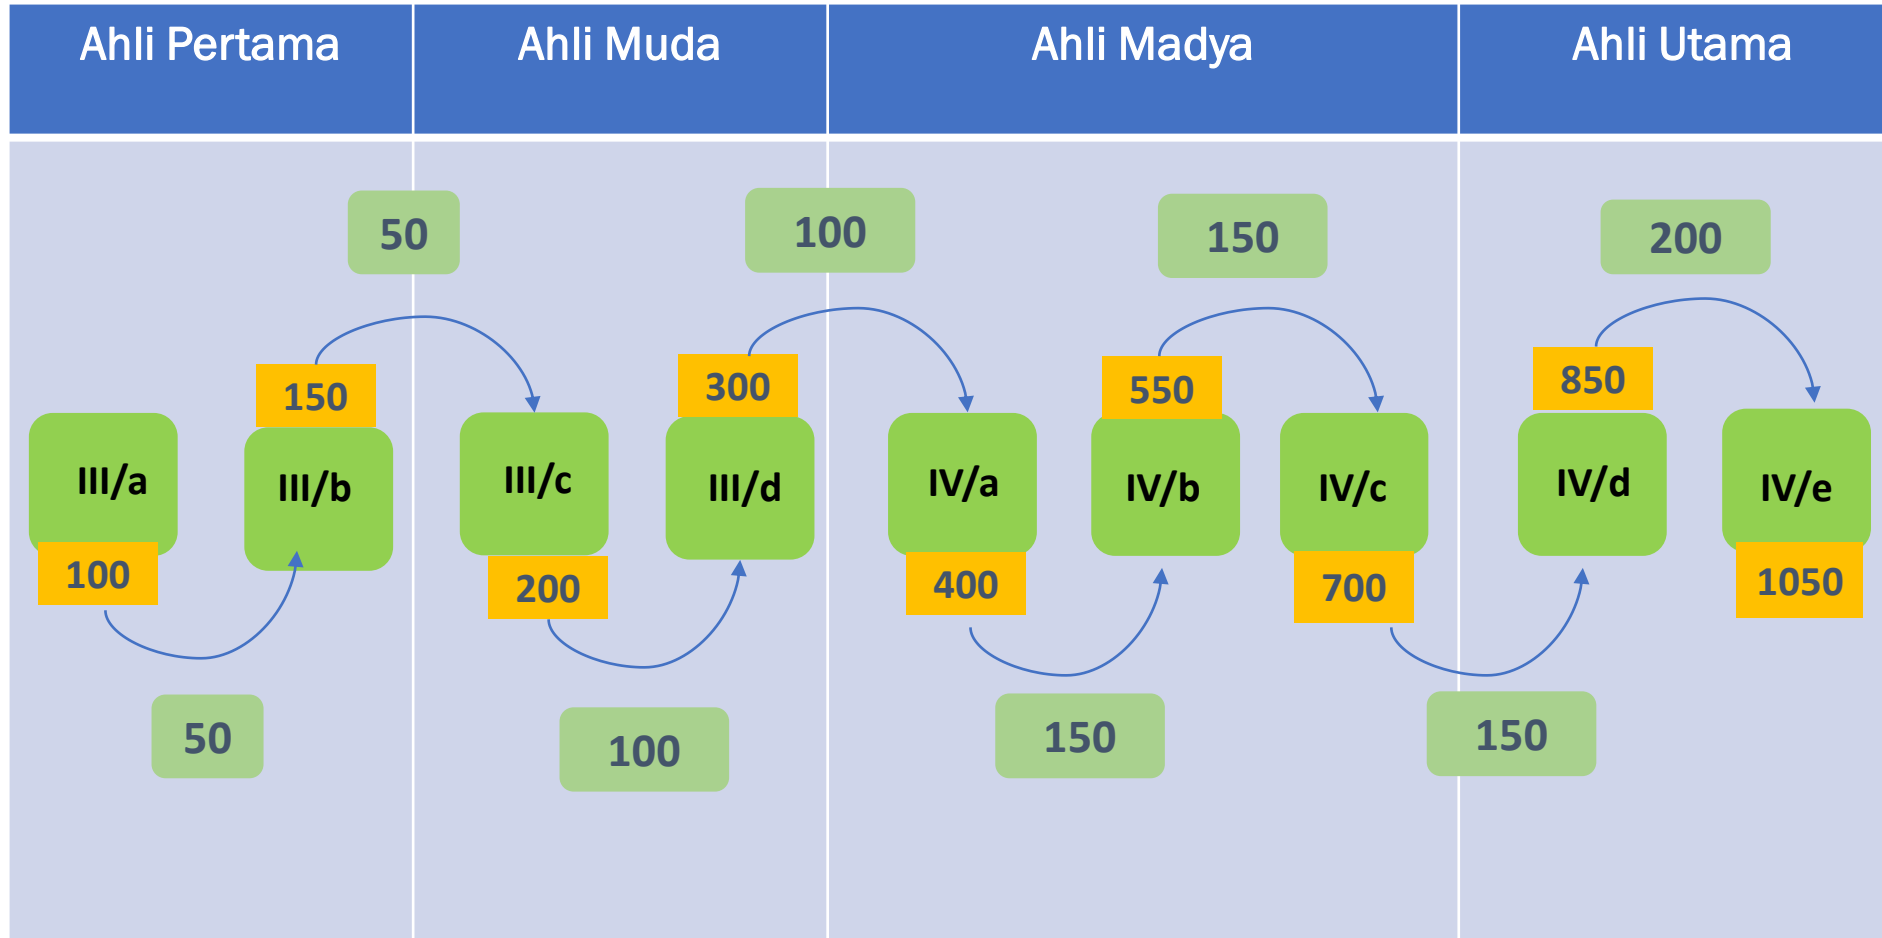 Ahli Pertama
Ahli Muda
Ahli Madya
Ahli Utama
50
100
150
200
150
300
550
850
III/a
III/b
III/c
III/d
IV/a
IV/b
IV/c
IV/d
IV/e
100
200
400
700
1050
50
100
150
150